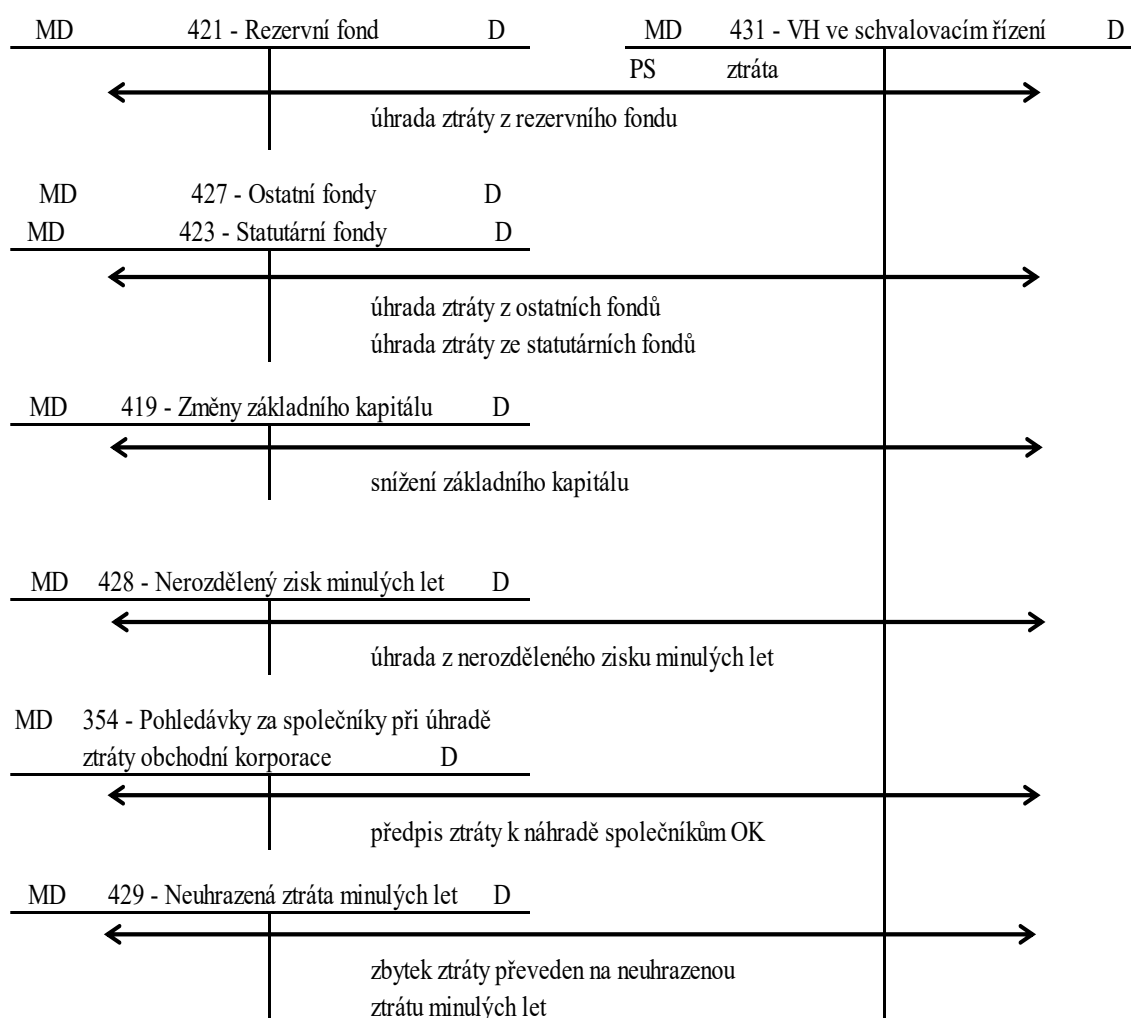 MD 421 - Rezervní fond D
MD 431 - VH ve schvalovacím řízení D
PS ztráta
úhrada ztráty z rezervního fondu
MD 427 - Ostatní fondy D
MD 423 - Statutární fondy D
úhrada ztráty z ostatních fondů
úhrada ztráty ze statutárních fondů
MD 419 - Změny základního kapitálu D
snížení základního kapitálu
MD 428 - Nerozdělený zisk minulých let D
úhrada z nerozděleného zisku minulých let
MD 354 - Pohledávky za společníky při úhradě
ztráty obchodní korporace D
předpis ztráty k náhradě společníkům OK
MD 429 - Neuhrazená ztráta minulých let D
zbytek ztráty převeden na neuhrazenou
ztrátu minulých let